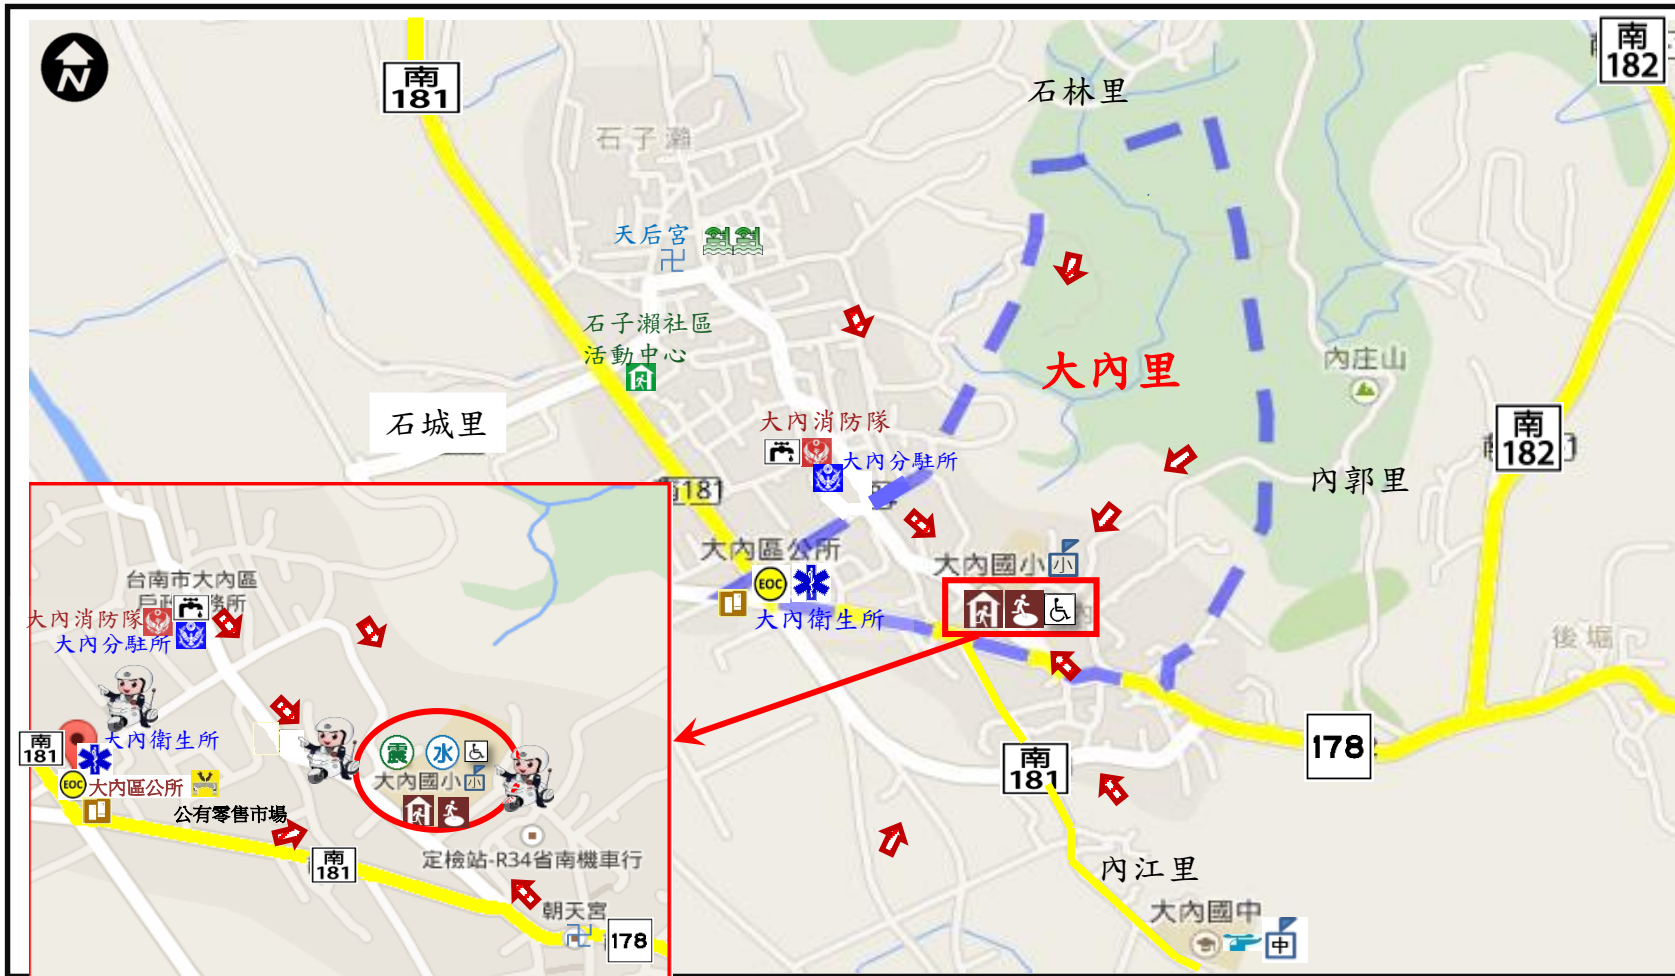 N
南
181
石林里
南
182
石子瀨
天后宮
石子瀨社區
活動中心
大內里
內庄山
石城里
大內消防隊
大內分駐所
南
182
內郭里
181
大內區公所
EOC
大內衛生所
大內國小
小
後堀
178
南
181
內江里
大內國中
中
台南市大內區
大內消防隊
大內分駐所
大內衛生所
南
181
EOC
大內區公所
公有零售市場
震
水
大內國小
小
南
181
定檢站-R34省南機車行
朝天宮
178